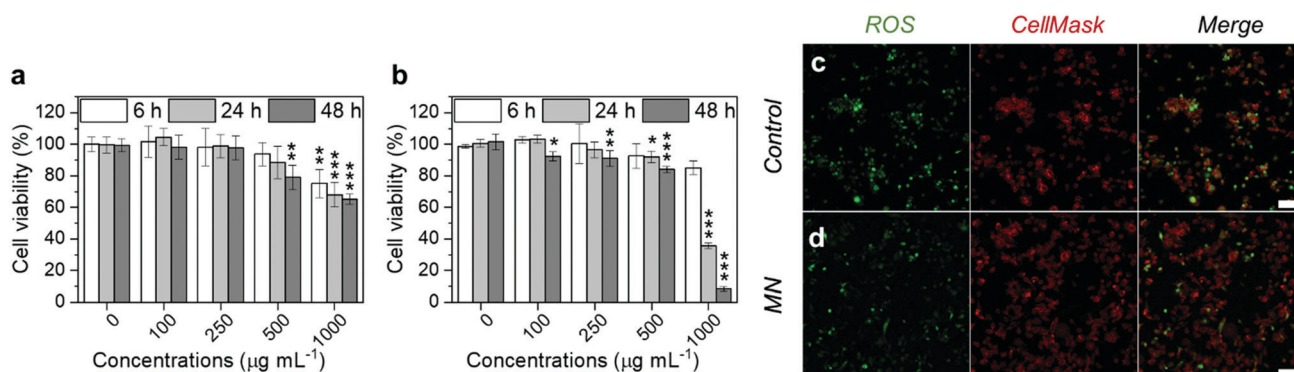 ROS CellMask Merge
a
b
c
d
Control
MN
6 h 24 h 48 h
120
100
80
60
40
20
0
Cell viability (%)
** ** *** ***
0 100 250 500 1000
Concentrations (µg mL⁻¹)
6 h 24 h 48 h
120
100
80
60
40
20
0
Cell viability (%)
* ** * *** *** ***
0 100 250 500 1000
Concentrations (µg mL⁻¹)